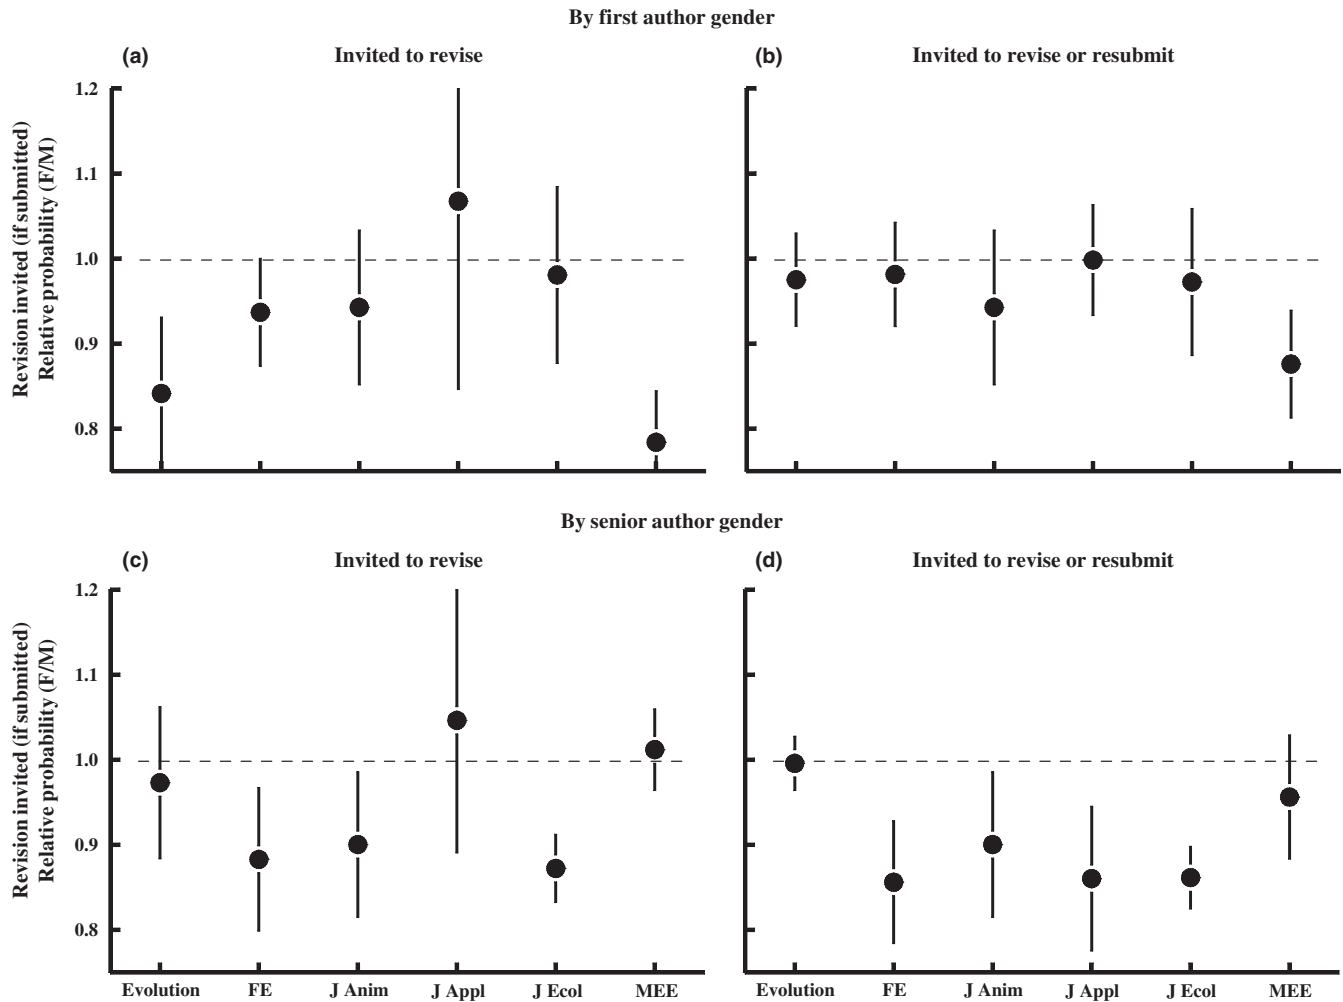 By first author gender
(a) Invited to revise
(b) Invited to revise or resubmit
Revision invited (if submitted)
Relative probability (F/M)
1.2
1.1
1.0
0.9
0.8
By senior author gender
(c) Invited to revise
(d) Invited to revise or resubmit
Revision invited (if submitted)
Relative probability (F/M)
1.2
1.1
1.0
0.9
0.8
Evolution FE J Anim J Appl J Ecol MEE
Evolution FE J Anim J Appl J Ecol MEE